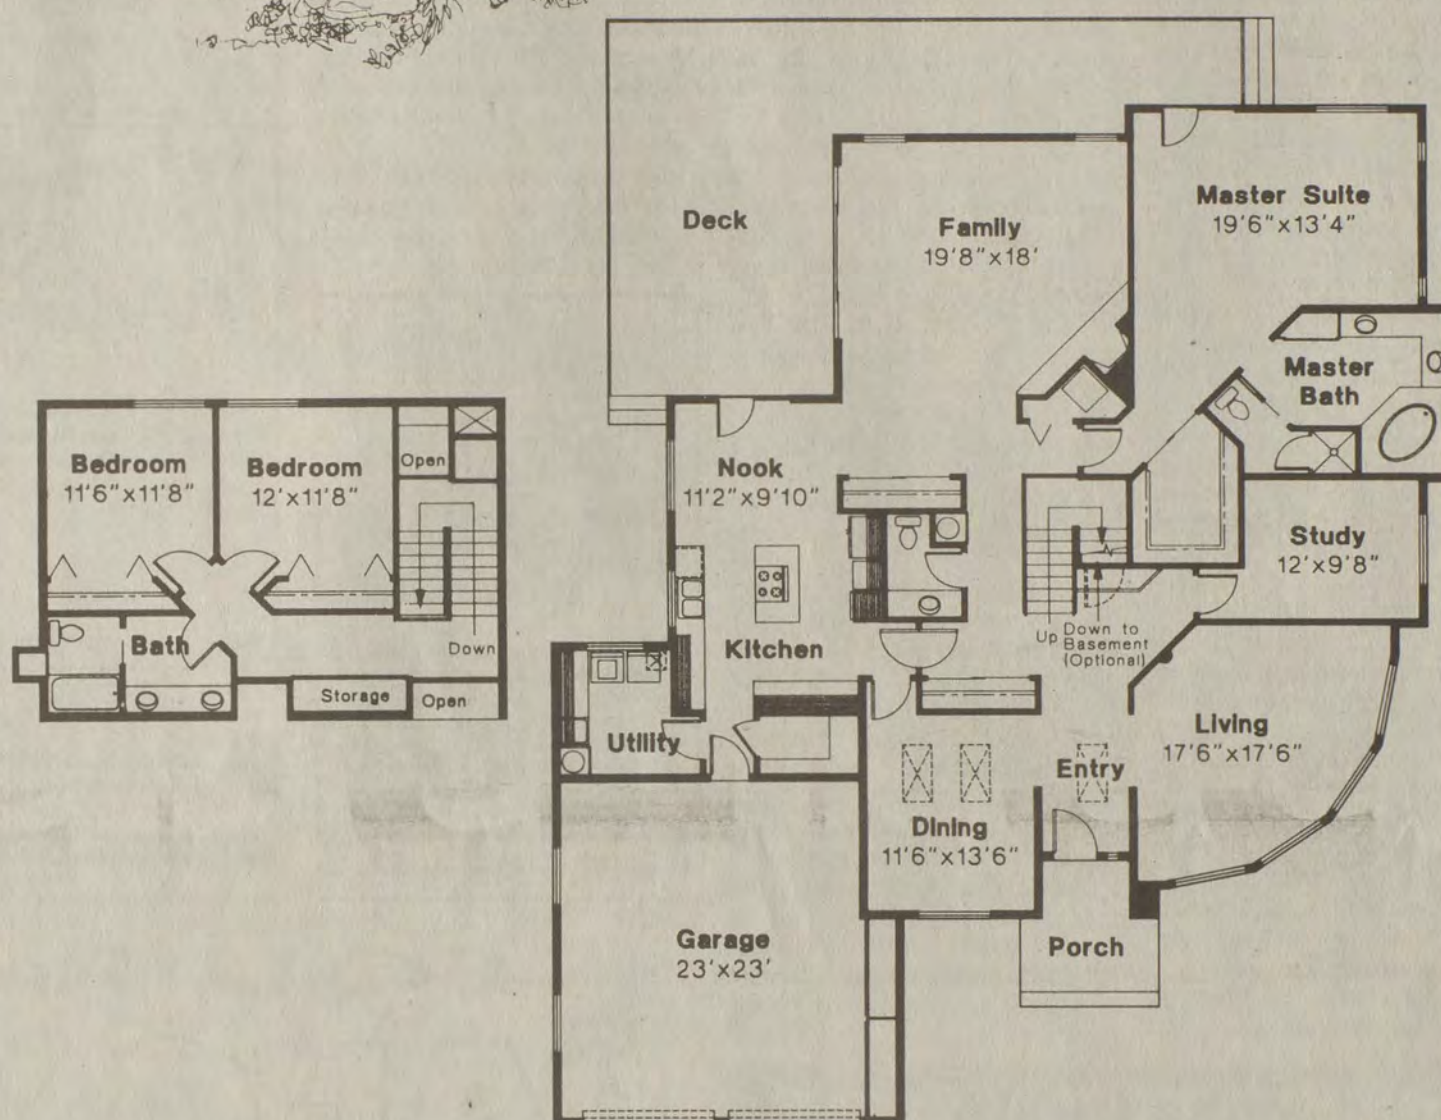 Deck
Family
19'8"x18'
Master Suite
19'6"x13'4"
Master
Bath
Bedroom
11'6"x11'8"
Bedroom
12'x11'8"
Open
Bath
Down
Storage
Open
Nook
11'2"x9'10"
Kitchen
Utility
Study
12'x9'8"
Up
Down to
Basement
(Optional)
Living
17'6"x17'6"
Entry
Dining
11'6"x13'6"
Garage
23'x23'
Porch